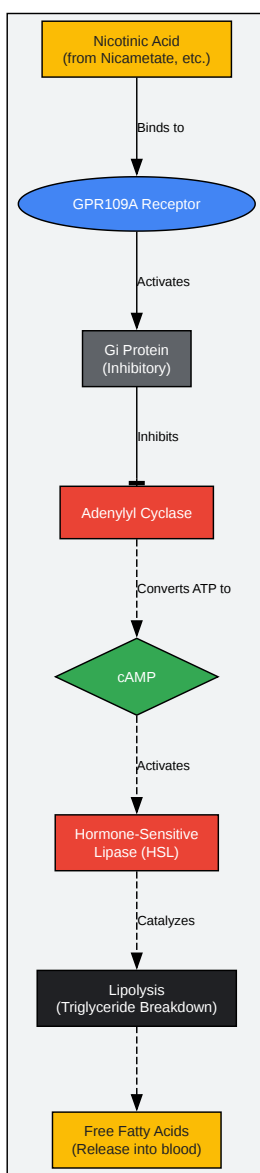 Nicotinic Acid
(from Nicametate, etc.)
Binds to
GPR109A Receptor
Activates
Gi Protein
(Inhibitory)
Inhibits
Adenylyl Cyclase
Converts ATP to
cAMP
Activates
Hormone-Sensitive
Lipase (HSL)
Catalyzes
Lipolysis
(Triglyceride Breakdown)
Free Fatty Acids
(Release into blood)